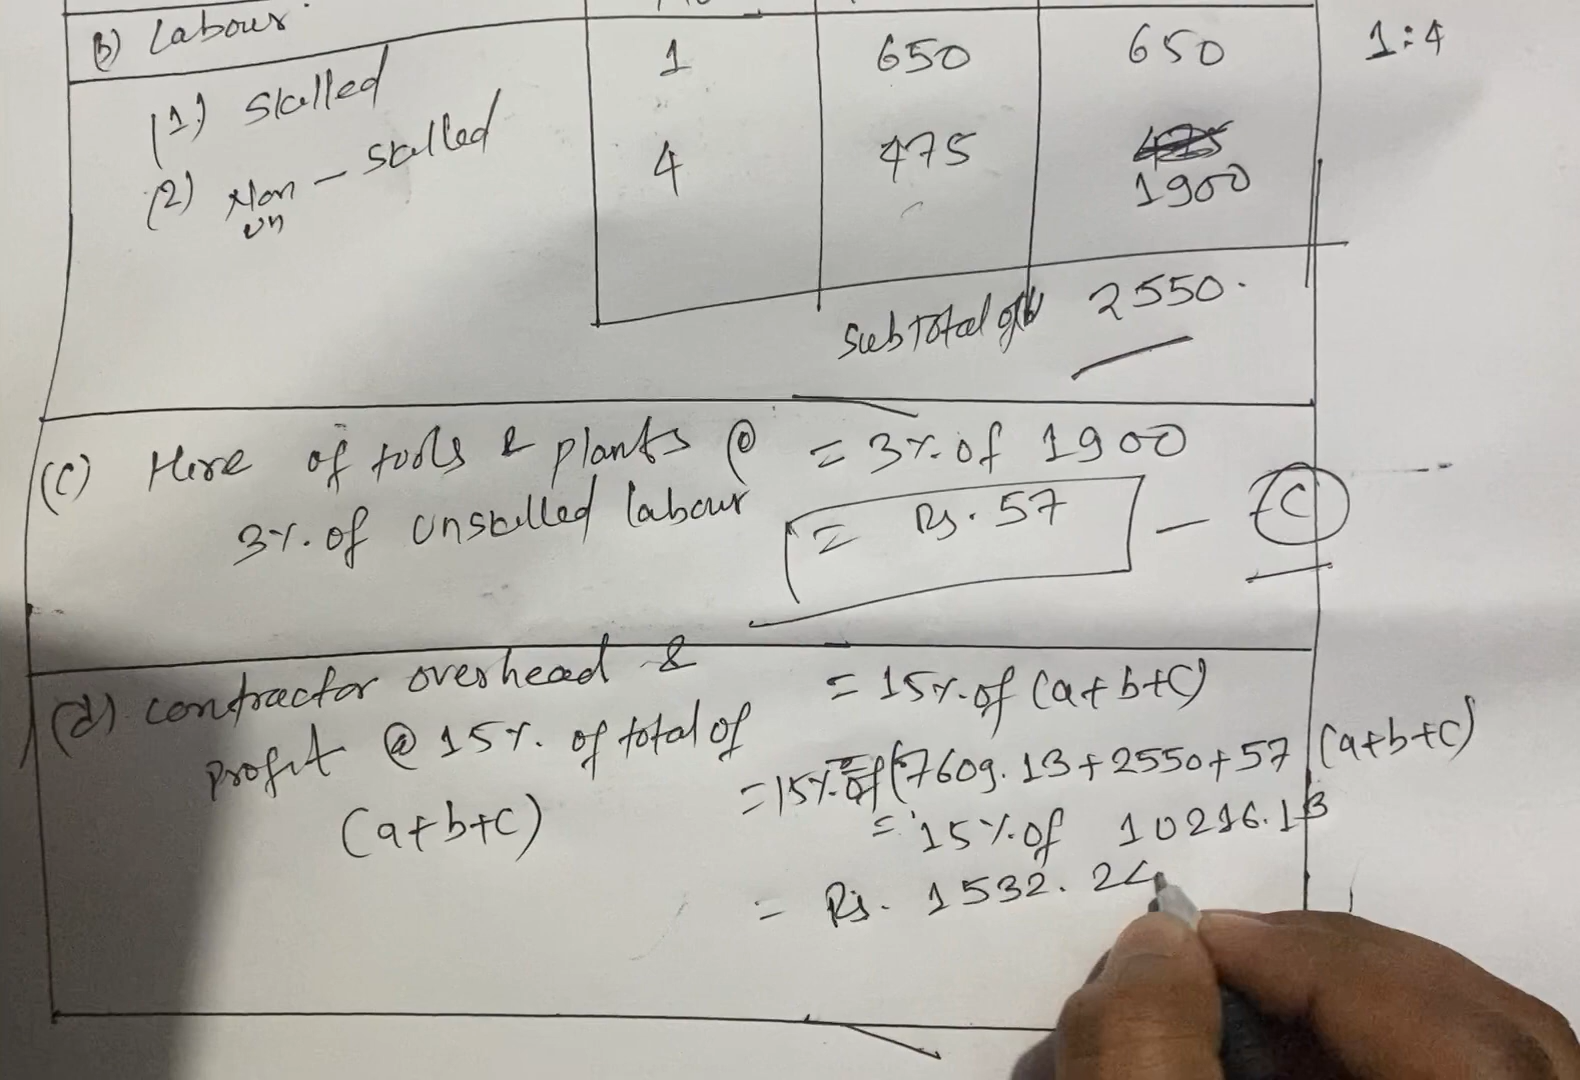 (b) Labour.
1 650 650 1:4
(1) Skilled
4 475 1900
(2) Non - Skilled
un
Subtotal of b 2550.
(C) Hire of tools & plants @ = 3% of 1900
3%. of unskilled labour = Rs. 57 - (C)
(d). contractor overhead & = 15%. of (a+b+C)
profit @ 15%. of total of = 15%. of (7609.13+2550+57 (a+b+c)
(a+b+c) = 15%. of 10216.13
= Rs. 1532.24